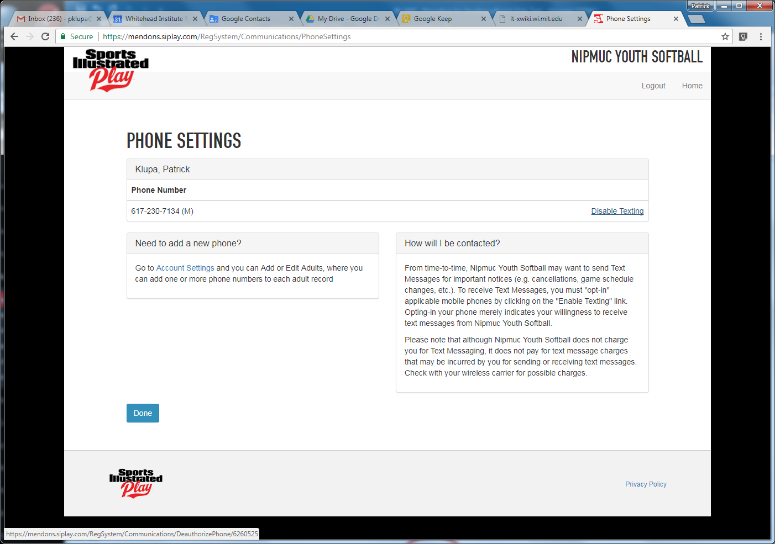 Patrick
Inbox (236) - pklupa
Whitehead Institute
Google Contacts
My Drive - Google D
Google Keep
it-xwiki.wi.mit.edu
Phone Settings
Secure
https://mendons.siplay.com/RegSystem/Communications/PhoneSettings
Sports
Illustrated
Play
NIPMUC YOUTH SOFTBALL
Logout
Home
PHONE SETTINGS
Klupa, Patrick
Phone Number
617-238-7134 (M)
Disable Texting
Need to add a new phone?
Go to Account Settings and you can Add or Edit Adults, where you
can add one or more phone numbers to each adult record
How will I be contacted?
From time-to-time, Nipmuc Youth Softball may want to send Text
Messages for important notices (e.g. cancellations, game schedule
changes, etc.). To receive Text Messages, you must "opt-in"
applicable mobile phones by clicking on the "Enable Texting" link.
Opting-in your phone merely indicates your willingness to receive
text messages from Nipmuc Youth Softball.
Please note that although Nipmuc Youth Softball does not charge
you for Text Messaging, it does not pay for text message charges
that may be incurred by you for sending or receiving text messages.
Check with your wireless carrier for possible charges.
Done
Sports
Illustrated
Play
Privacy Policy
https://mendons.siplay.com/RegSystem/Communications/DeauthorizePhone/6260525